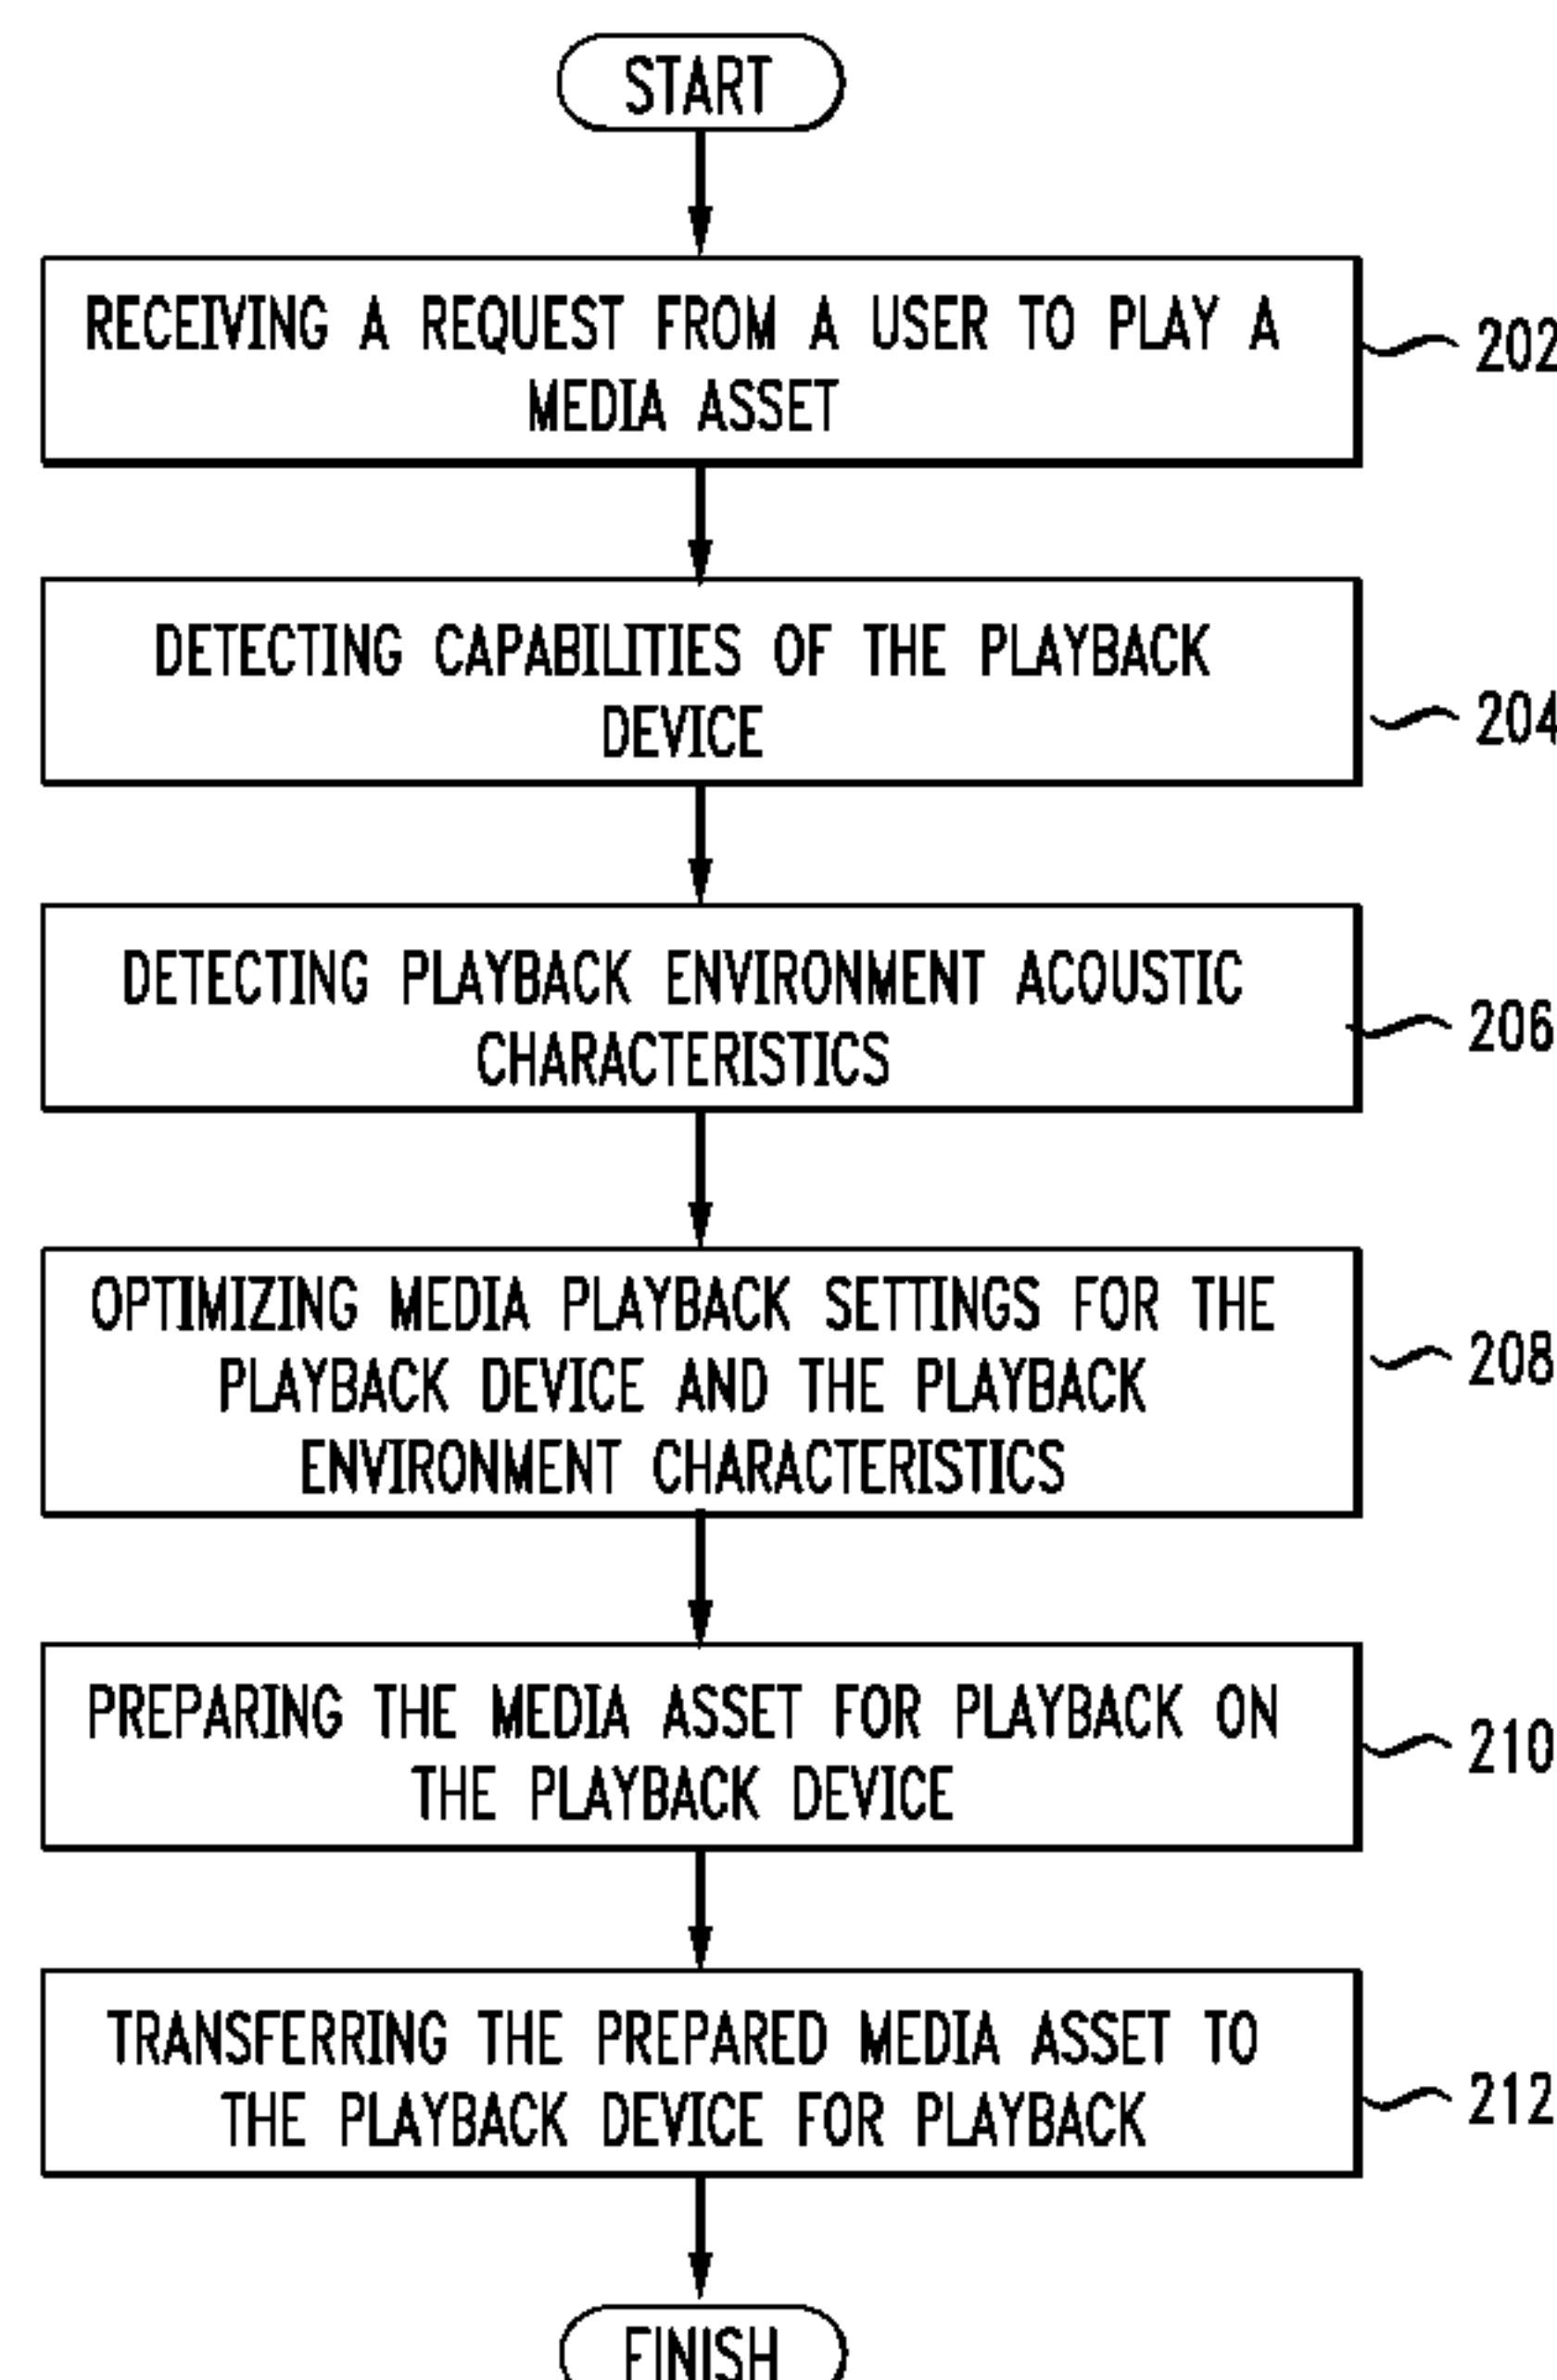 START
RECEIVING A REQUEST FROM A USER TO PLAY A
MEDIA ASSET
202
DETECTING CAPABILITIES OF THE PLAYBACK
DEVICE
204
DETECTING PLAYBACK ENVIRONMENT ACOUSTIC
CHARACTERISTICS
206
OPTIMIZING MEDIA PLAYBACK SETTINGS FOR THE
PLAYBACK DEVICE AND THE PLAYBACK
ENVIRONMENT CHARACTERISTICS
208
PREPARING THE MEDIA ASSET FOR PLAYBACK ON
THE PLAYBACK DEVICE
210
TRANSFERRING THE PREPARED MEDIA ASSET TO
THE PLAYBACK DEVICE FOR PLAYBACK
212
FINISH